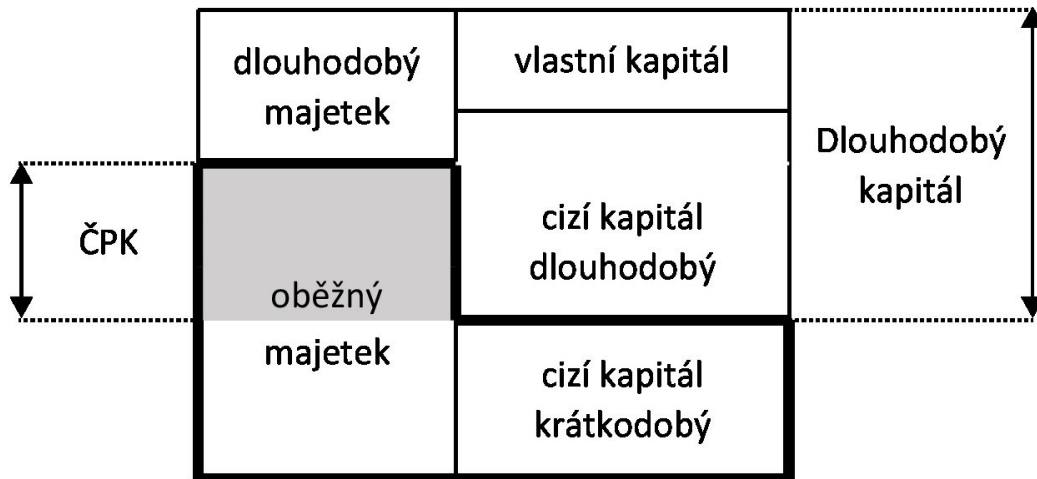 dlouhodobý
majetek
vlastní kapitál
Dlouhodobý
kapitál
ČPK
cizí kapitál
dlouhodobý
oběžný
majetek
cizí kapitál
krátkodobý